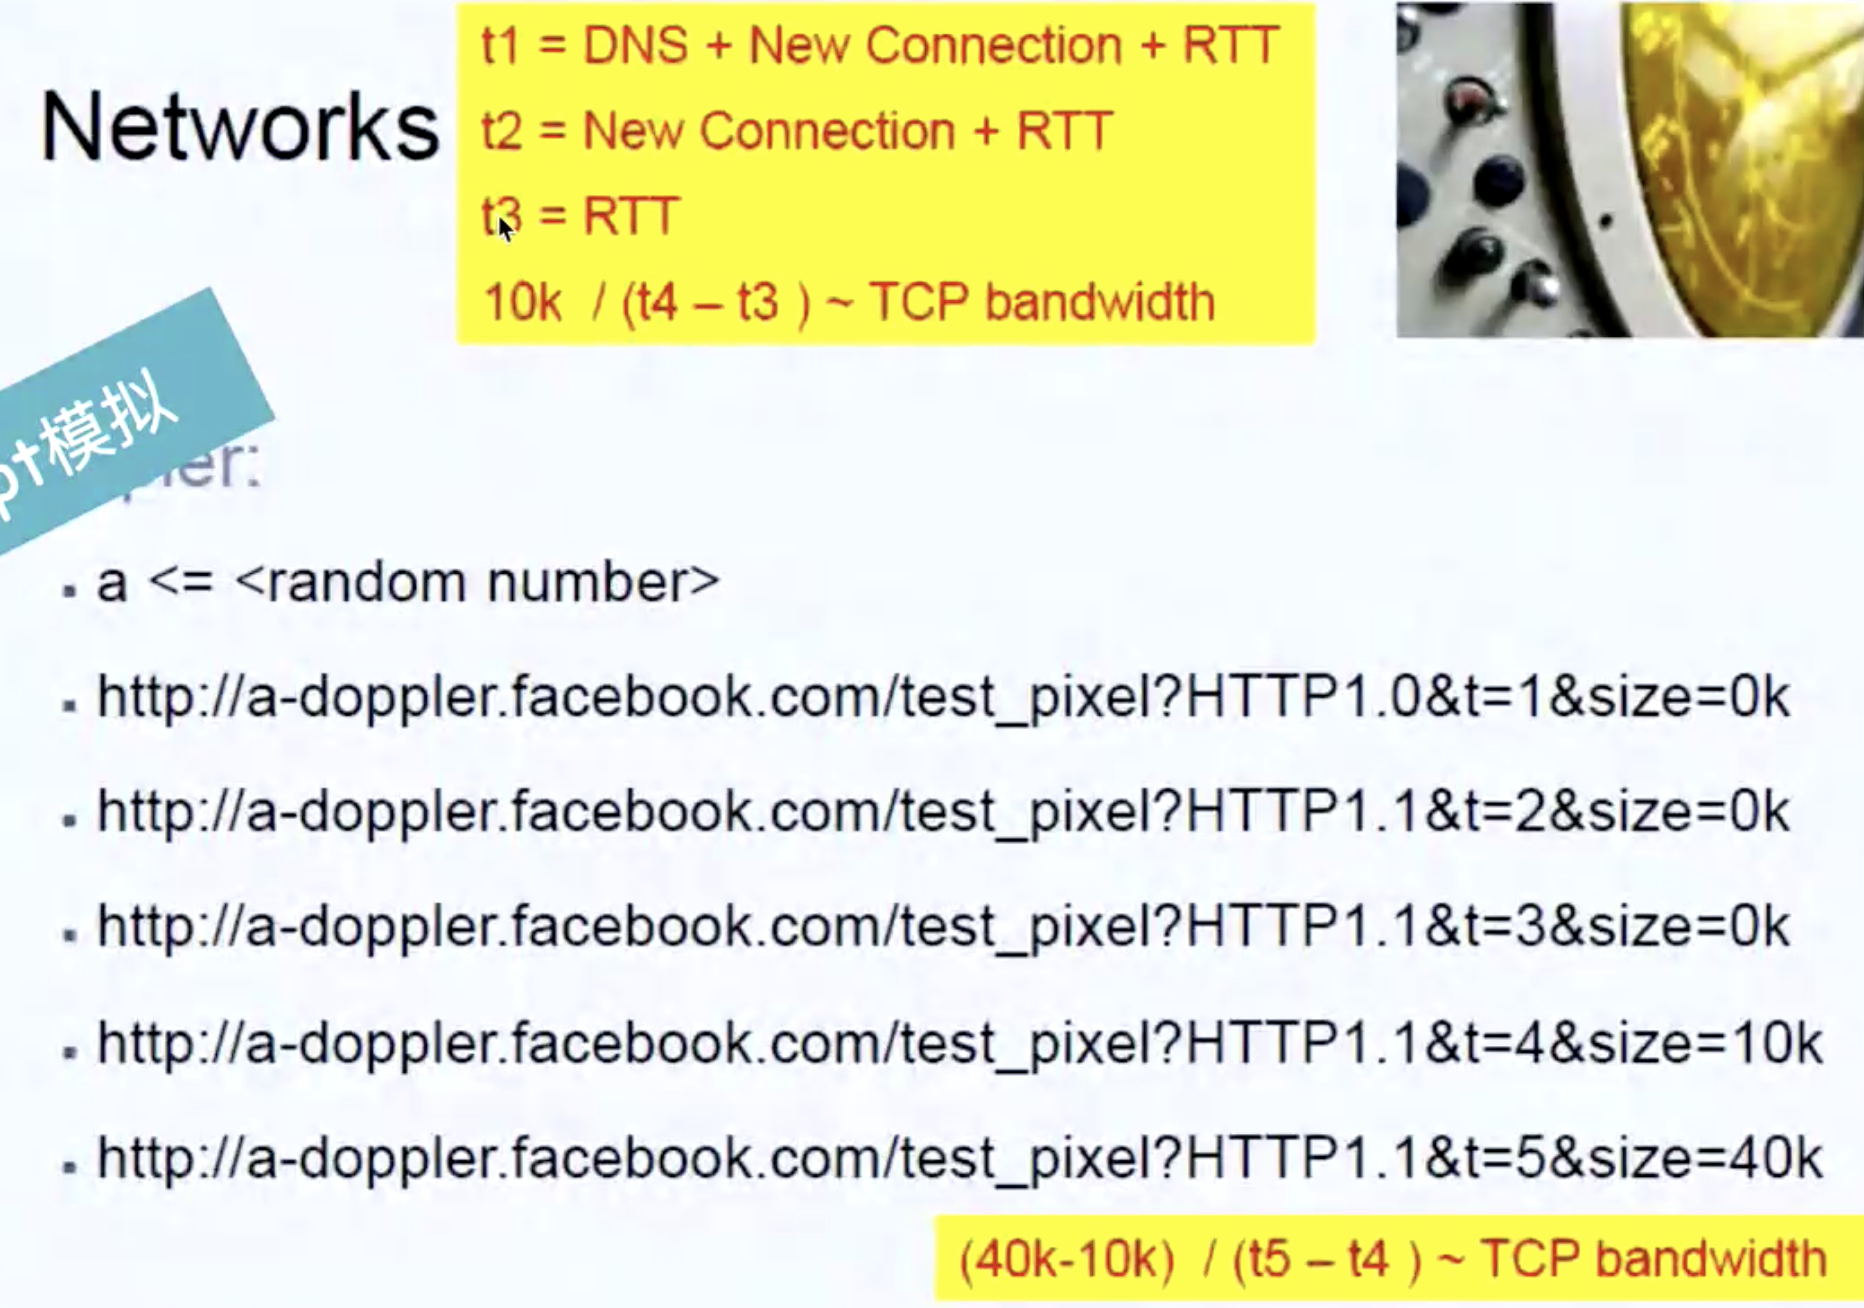 Networks
t1 = DNS + New Connection + RTT
t2 = New Connection + RTT
t3 = RTT
10k / (t4 – t3 ) ~ TCP bandwidth
pt模拟
a <= <random number>
http://a-doppler.facebook.com/test_pixel?HTTP1.0&t=1&size=0k
http://a-doppler.facebook.com/test_pixel?HTTP1.1&t=2&size=0k
http://a-doppler.facebook.com/test_pixel?HTTP1.1&t=3&size=0k
http://a-doppler.facebook.com/test_pixel?HTTP1.1&t=4&size=10k
http://a-doppler.facebook.com/test_pixel?HTTP1.1&t=5&size=40k
(40k-10k) / (t5 – t4 ) ~ TCP bandwidth